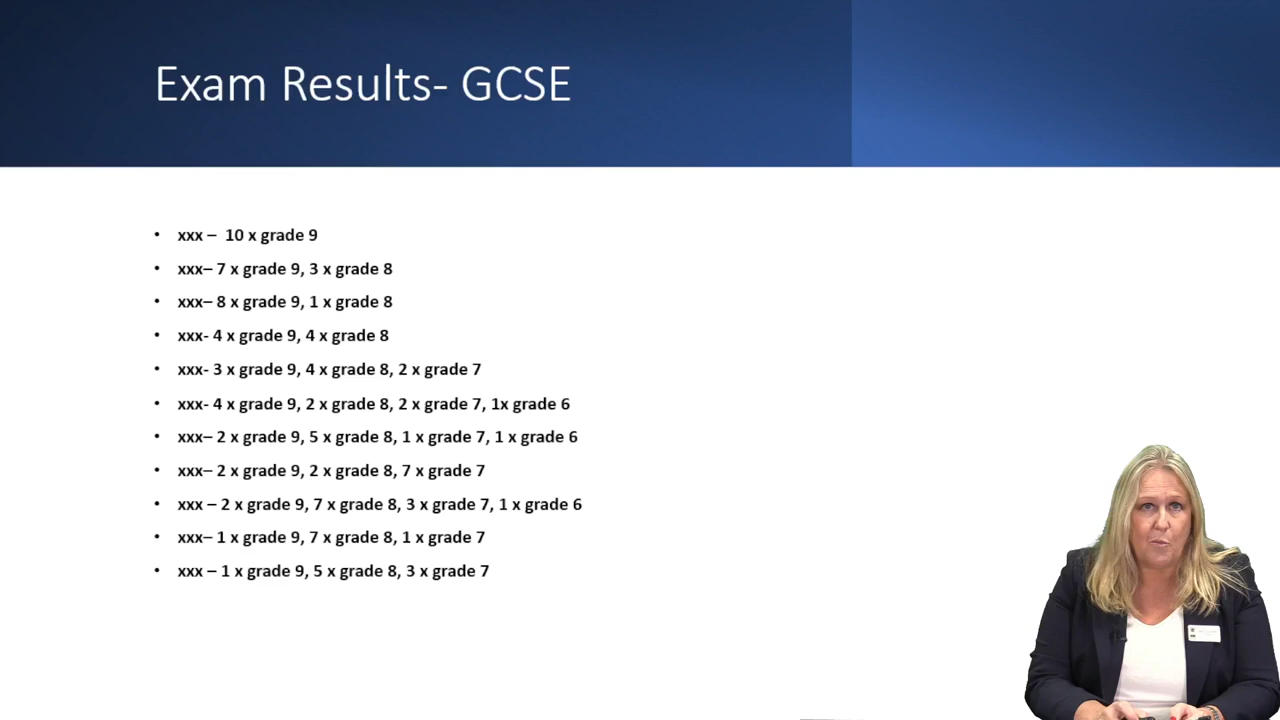 Exam Results- GCSE
• xxx – 10 x grade 9
• xxx– 7 x grade 9, 3 x grade 8
• xxx– 8 x grade 9, 1 x grade 8
• xxx- 4 x grade 9, 4 x grade 8
• xxx- 3 x grade 9, 4 x grade 8, 2 x grade 7
• xxx- 4 x grade 9, 2 x grade 8, 2 x grade 7, 1x grade 6
• xxx– 2 x grade 9, 5 x grade 8, 1 x grade 7, 1 x grade 6
• xxx– 2 x grade 9, 2 x grade 8, 7 x grade 7
• xxx – 2 x grade 9, 7 x grade 8, 3 x grade 7, 1 x grade 6
• xxx– 1 x grade 9, 7 x grade 8, 1 x grade 7
• xxx – 1 x grade 9, 5 x grade 8, 3 x grade 7